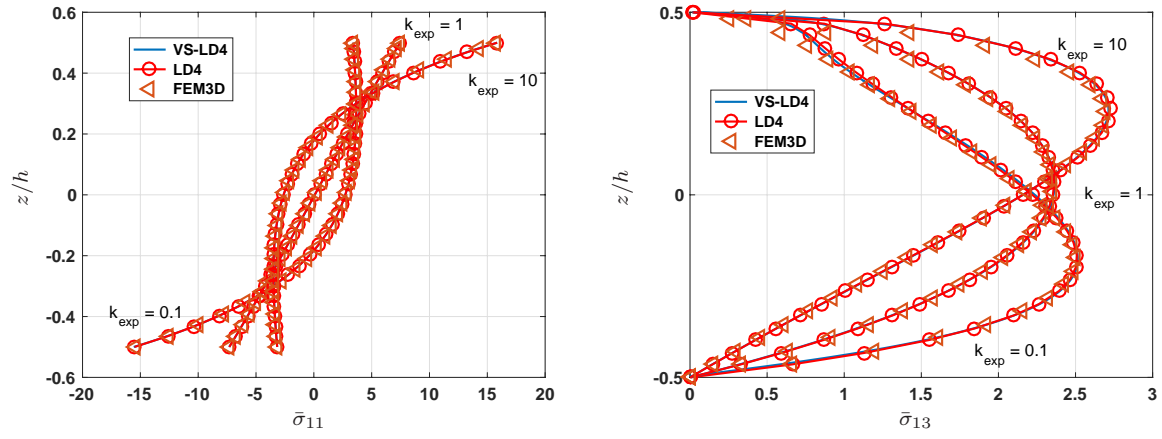 0.6
0.4
0.2
0
-0.2
-0.4
-0.6
z/h
-20 -15 -10 -5 0 5 10 15 20
σ̄₁₁
VS-LD4
LD4
FEM3D
k_exp = 1
k_exp = 10
k_exp = 0.1
0.5
0
-0.5
z/h
0 0.5 1 1.5 2 2.5 3
σ̄₁₃
VS-LD4
LD4
FEM3D
k_exp = 10
k_exp = 1
k_exp = 0.1